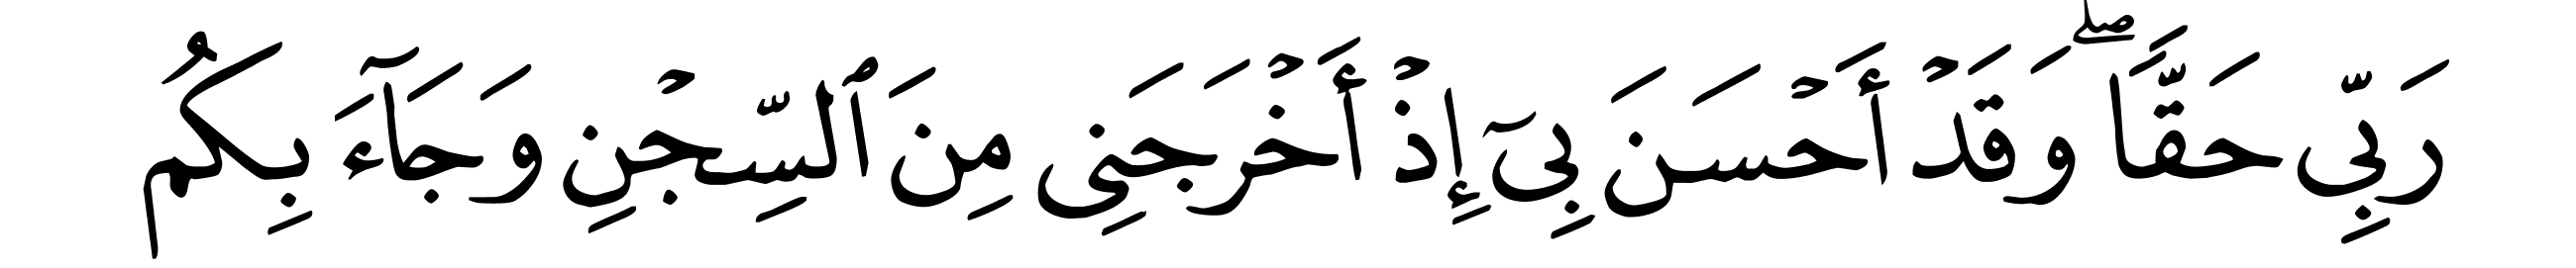 رَبِّي حَقّٗاۖ وَقَدۡ أَحۡسَنَ بِيٓ إِذۡ أَخۡرَجَنِي مِنَ ٱلسِّجۡنِ وَجَآءَ بِكُم